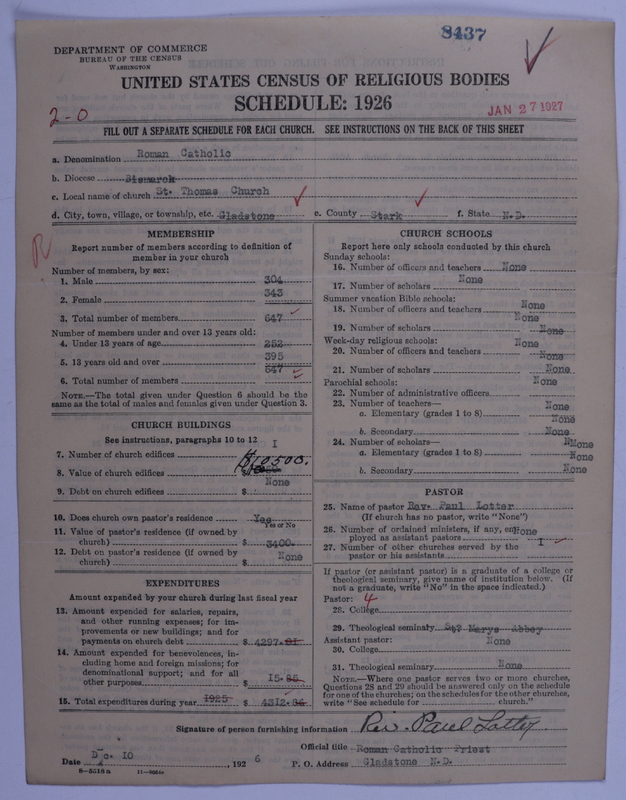 8437
DEPARTMENT OF COMMERCE
BUREAU OF THE CENSUS
WASHINGTON
UNITED STATES CENSUS OF RELIGIOUS BODIES
SCHEDULE: 1926
2-0
JAN 27 1927
FILL OUT A SEPARATE SCHEDULE FOR EACH CHURCH. SEE INSTRUCTIONS ON THE BACK OF THIS SHEET
a. Denomination Roman Catholic
b. Diocese Bismarck
c. Local name of church St. Thomas Church
d. City, town, village, or township, etc. Gladstone e. County Stark f. State N.D.
R
MEMBERSHIP
Report number of members according to definition of
member in your church
Number of members, by sex:
1. Male 304
2. Female 343
3. Total number of members 647
Number of members under and over 13 years old:
4. Under 13 years of age 252
5. 13 years old and over 395
6. Total number of members 647
NOTE.—The total given under Question 6 should be
same as the total of males and females given under Question 3.
CHURCH BUILDINGS
See instructions, paragraphs 10 to 12
7. Number of church edifices I
8. Value of church edifices $10,500.
9. Debt on church edifices $ None
10. Does church own pastor's residence Yes
Yes or No
11. Value of pastor's residence (if owned by
church) $ 3400.
12. Debt on pastor's residence (if owned by
church) $ None
EXPENDITURES
Amount expended by your church during last fiscal year
13. Amount expended for salaries, repairs,
and other running expenses; for im-
provements or new buildings; and for
payments on church debt $ 4297.
14. Amount expended for benevolences, in-
cluding home and foreign missions; for
denominational support; and for all
other purposes $ 15.
15. Total expenditures during year 1925 $ 4312.
CHURCH SCHOOLS
Report here only schools conducted by this church
Sunday schools:
16. Number of officers and teachers None
17. Number of scholars None
Summer vacation Bible schools:
18. Number of officers and teachers None
None
19. Number of scholars None
Week-day religious schools: None
20. Number of officers and teachers None
21. Number of scholars None
Parochial schools: None
22. Number of administrative officers
23. Number of teachers— None
a. Elementary (grades 1 to 8) None
b. Secondary None
24. Number of scholars— None
a. Elementary (grades 1 to 8) None
b. Secondary None
PASTOR
25. Name of pastor Rev. Paul Lotter
(If church has no pastor, write "None")
26. Number of ordained ministers, if any, em-
ployed as assistant pastors None
27. Number of other churches served by the
pastor or his assistants I
If pastor (or assistant pastor) is a graduate of a college or
theological seminary, give name of institution below. (If
not a graduate, write "No" in the space indicated.)
Pastor: 4
28. College
29. Theological seminary St. Marys Abbey
Assistant pastor: None
30. College
31. Theological seminary None
NOTE.—Where one pastor serves two or more churches,
Questions 28 and 29 should be answered only on the schedule
for one of the churches; on the schedules for the other churches,
write "See schedule for church."
Signature of person furnishing information Rev. Paul Lotter
Official title Roman Catholic Priest
Date Dec. 10, 1926 P. O. Address Gladstone N.D.
8-5518a